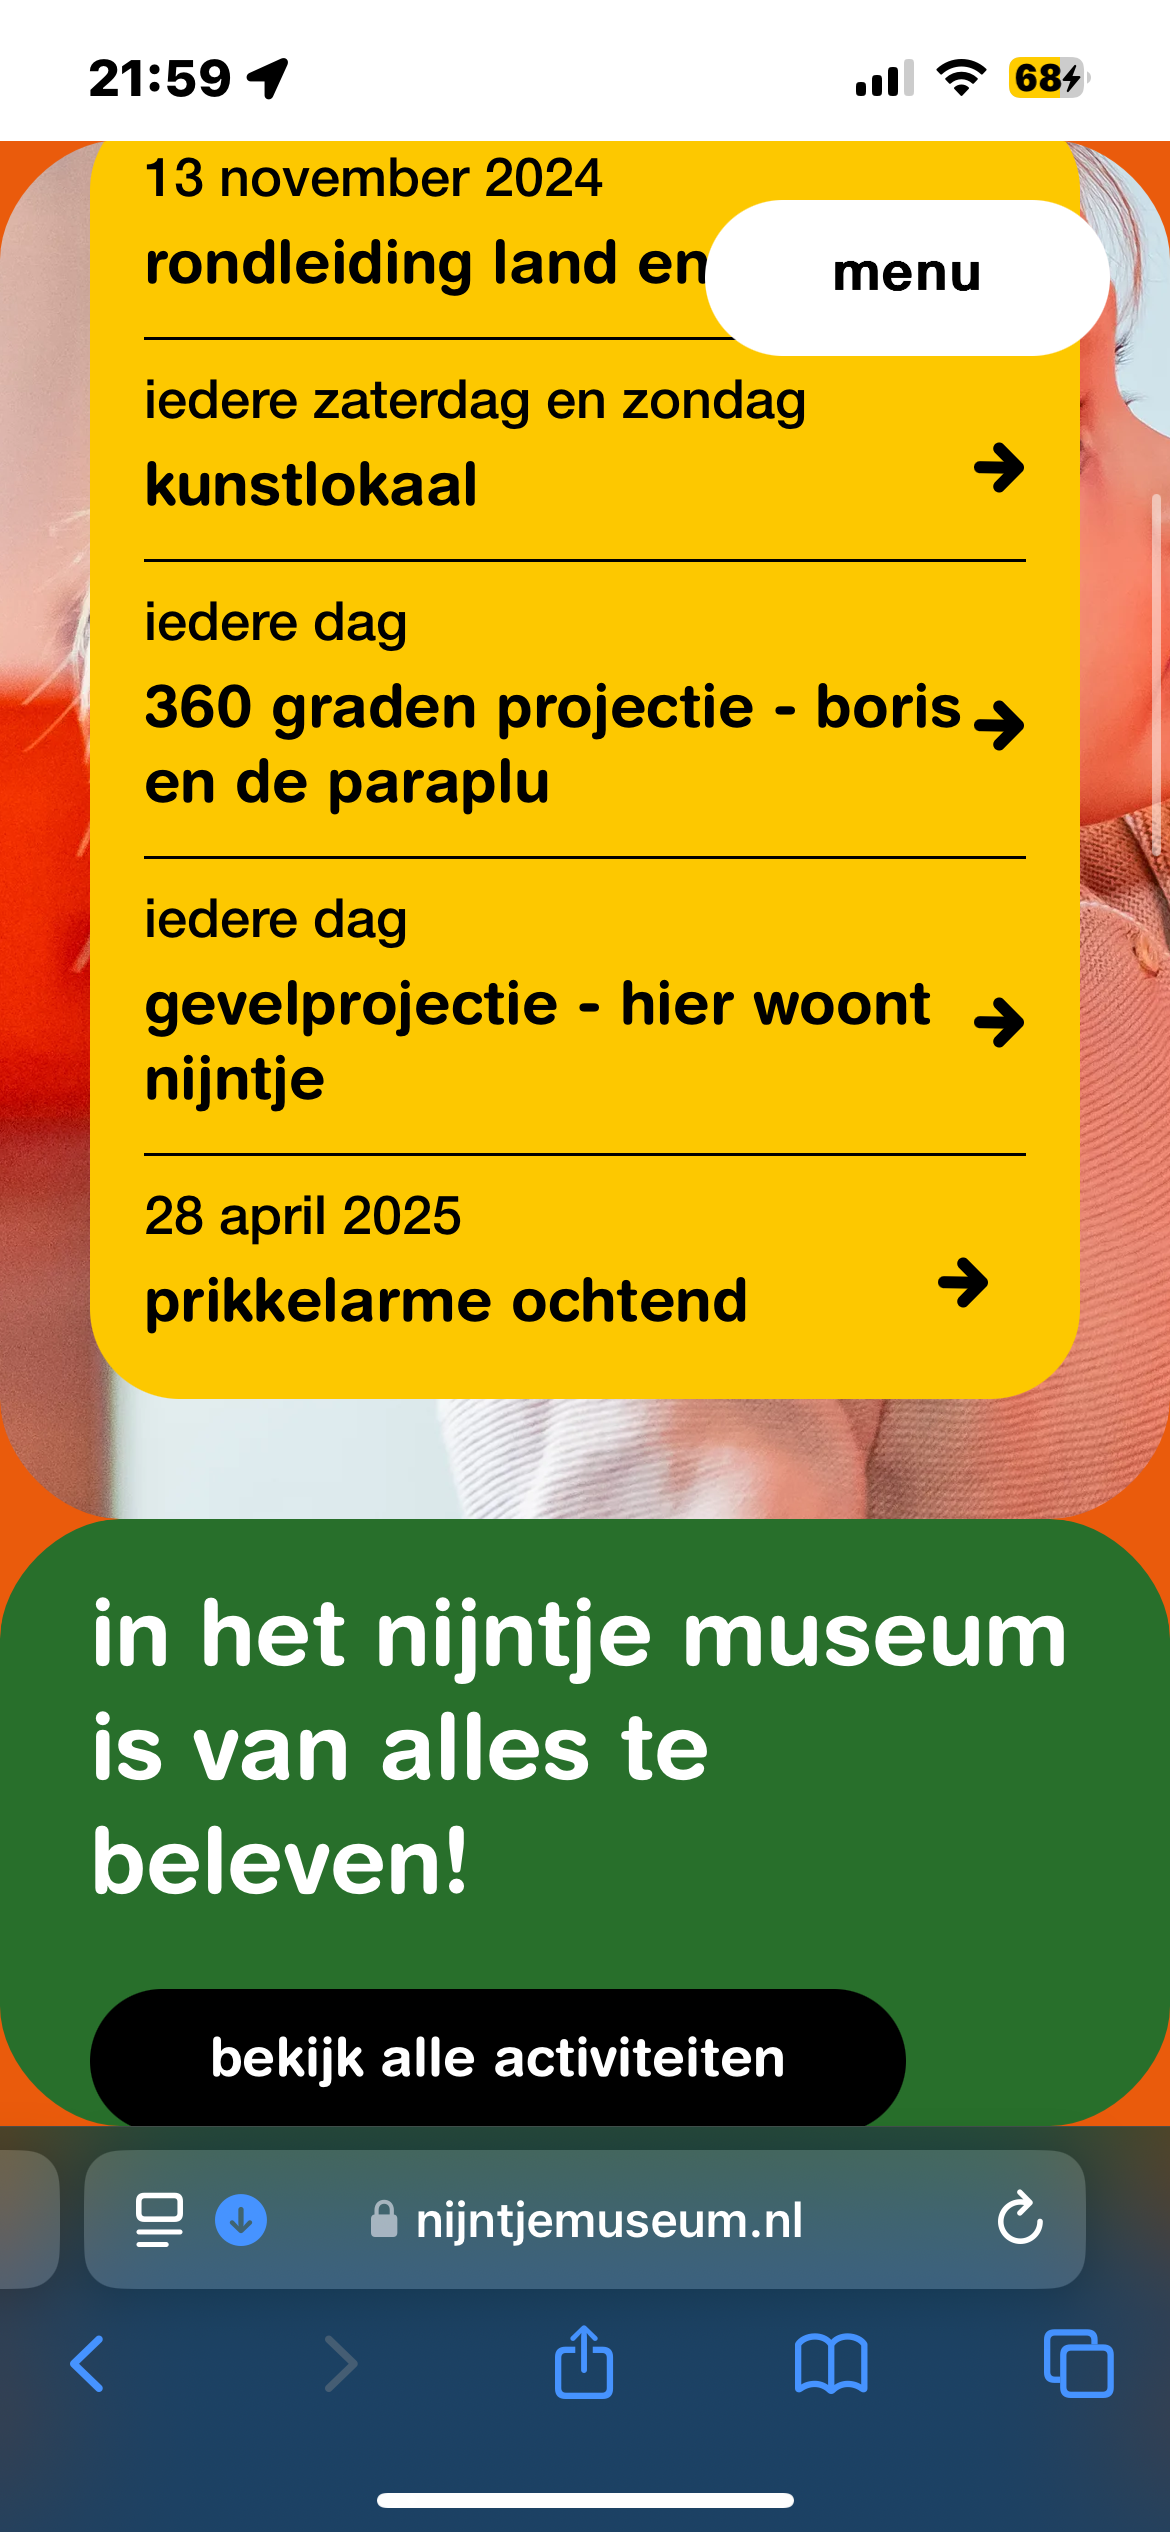 21:59
68
13 november 2024
rondleiding land en
menu
iedere zaterdag en zondag
kunstlokaal
iedere dag
360 graden projectie - boris
en de paraplu
iedere dag
gevelprojectie - hier woont
nijntje
28 april 2025
prikkelarme ochtend
in het nijntje museum
is van alles te
beleven!
bekijk alle activiteiten
nijntjemuseum.nl